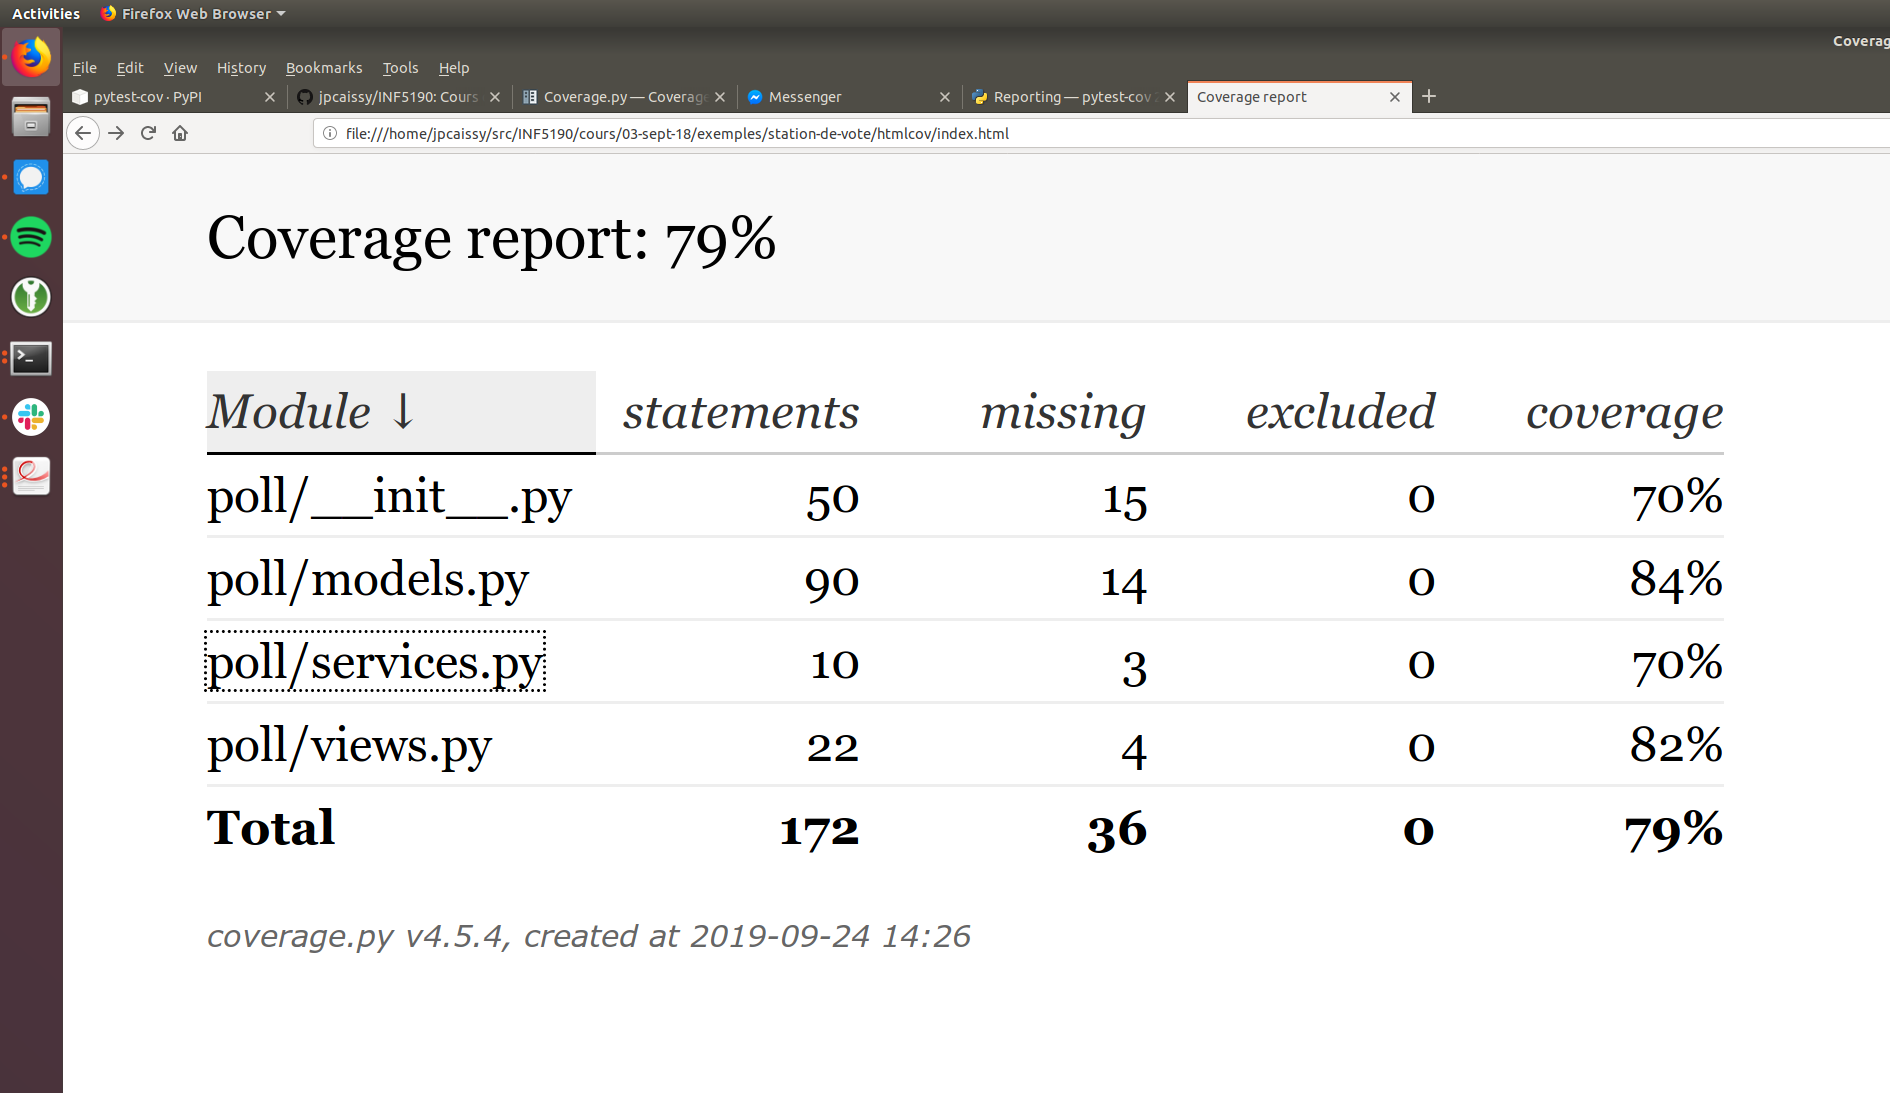 Activities Firefox Web Browser
Coverag
File Edit View History Bookmarks Tools Help
pytest-cov · PyPI jpcaissy/INF5190: Cours Coverage.py — Coverage Messenger Reporting — pytest-cov 2 Coverage report
file:///home/jpcaissy/src/INF5190/cours/03-sept-18/exemples/station-de-vote/htmlcov/index.html
Coverage report: 79%
Module ↓ statements missing excluded coverage
poll/__init__.py 50 15 0 70%
poll/models.py 90 14 0 84%
poll/services.py 10 3 0 70%
poll/views.py 22 4 0 82%
Total 172 36 0 79%
coverage.py v4.5.4, created at 2019-09-24 14:26